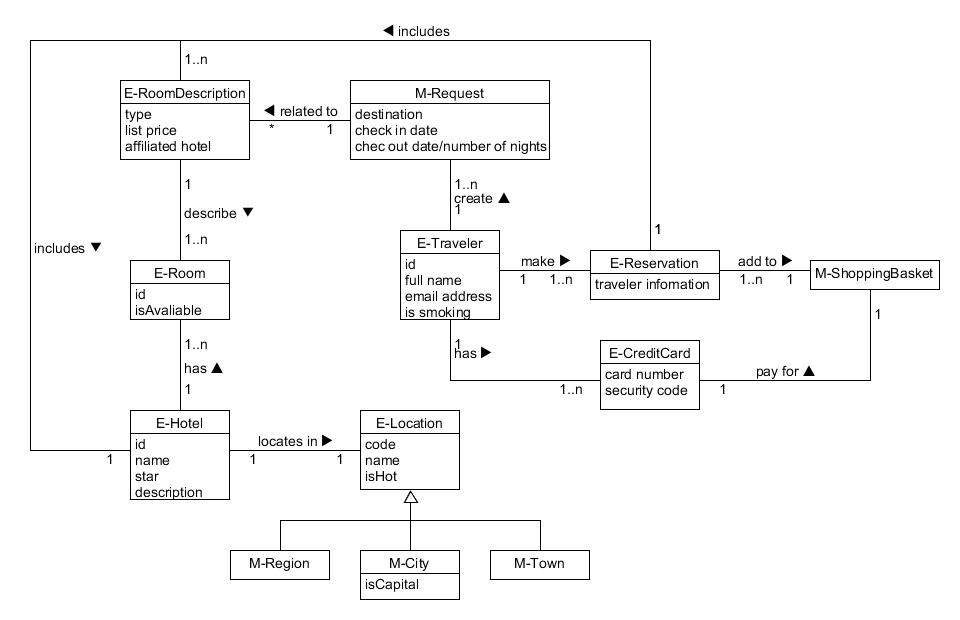 ◀ includes
1..n
E-RoomDescription
type
list price
affiliated hotel
◀ related to
* 1
M-Request
destination
check in date
chec out date/number of nights
1
describe ▼
1..n
1..n
create ▲
1
includes ▼
1
E-Room
id
isAvaliable
E-Traveler
id
full name
email address
is smoking
make ▶
1 1..n
E-Reservation
traveler infomation
add to ▶
1..n 1
M-ShoppingBasket
1
1..n
has ▲
1
1
has ▶
1..n
E-CreditCard
card number
security code
pay for ▲
1
E-Hotel
id
name
star
description
1
locates in ▶
1 1
E-Location
code
name
isHot
M-Region
M-City
isCapital
M-Town